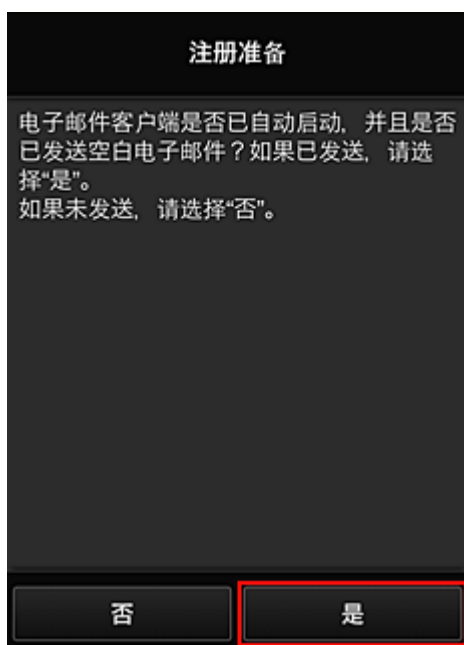 注册准备
电子邮件客户端是否已自动启动，并且是否
已发送空白电子邮件？如果已发送，请选
择“是”。
如果未发送，请选择“否”。
否
是